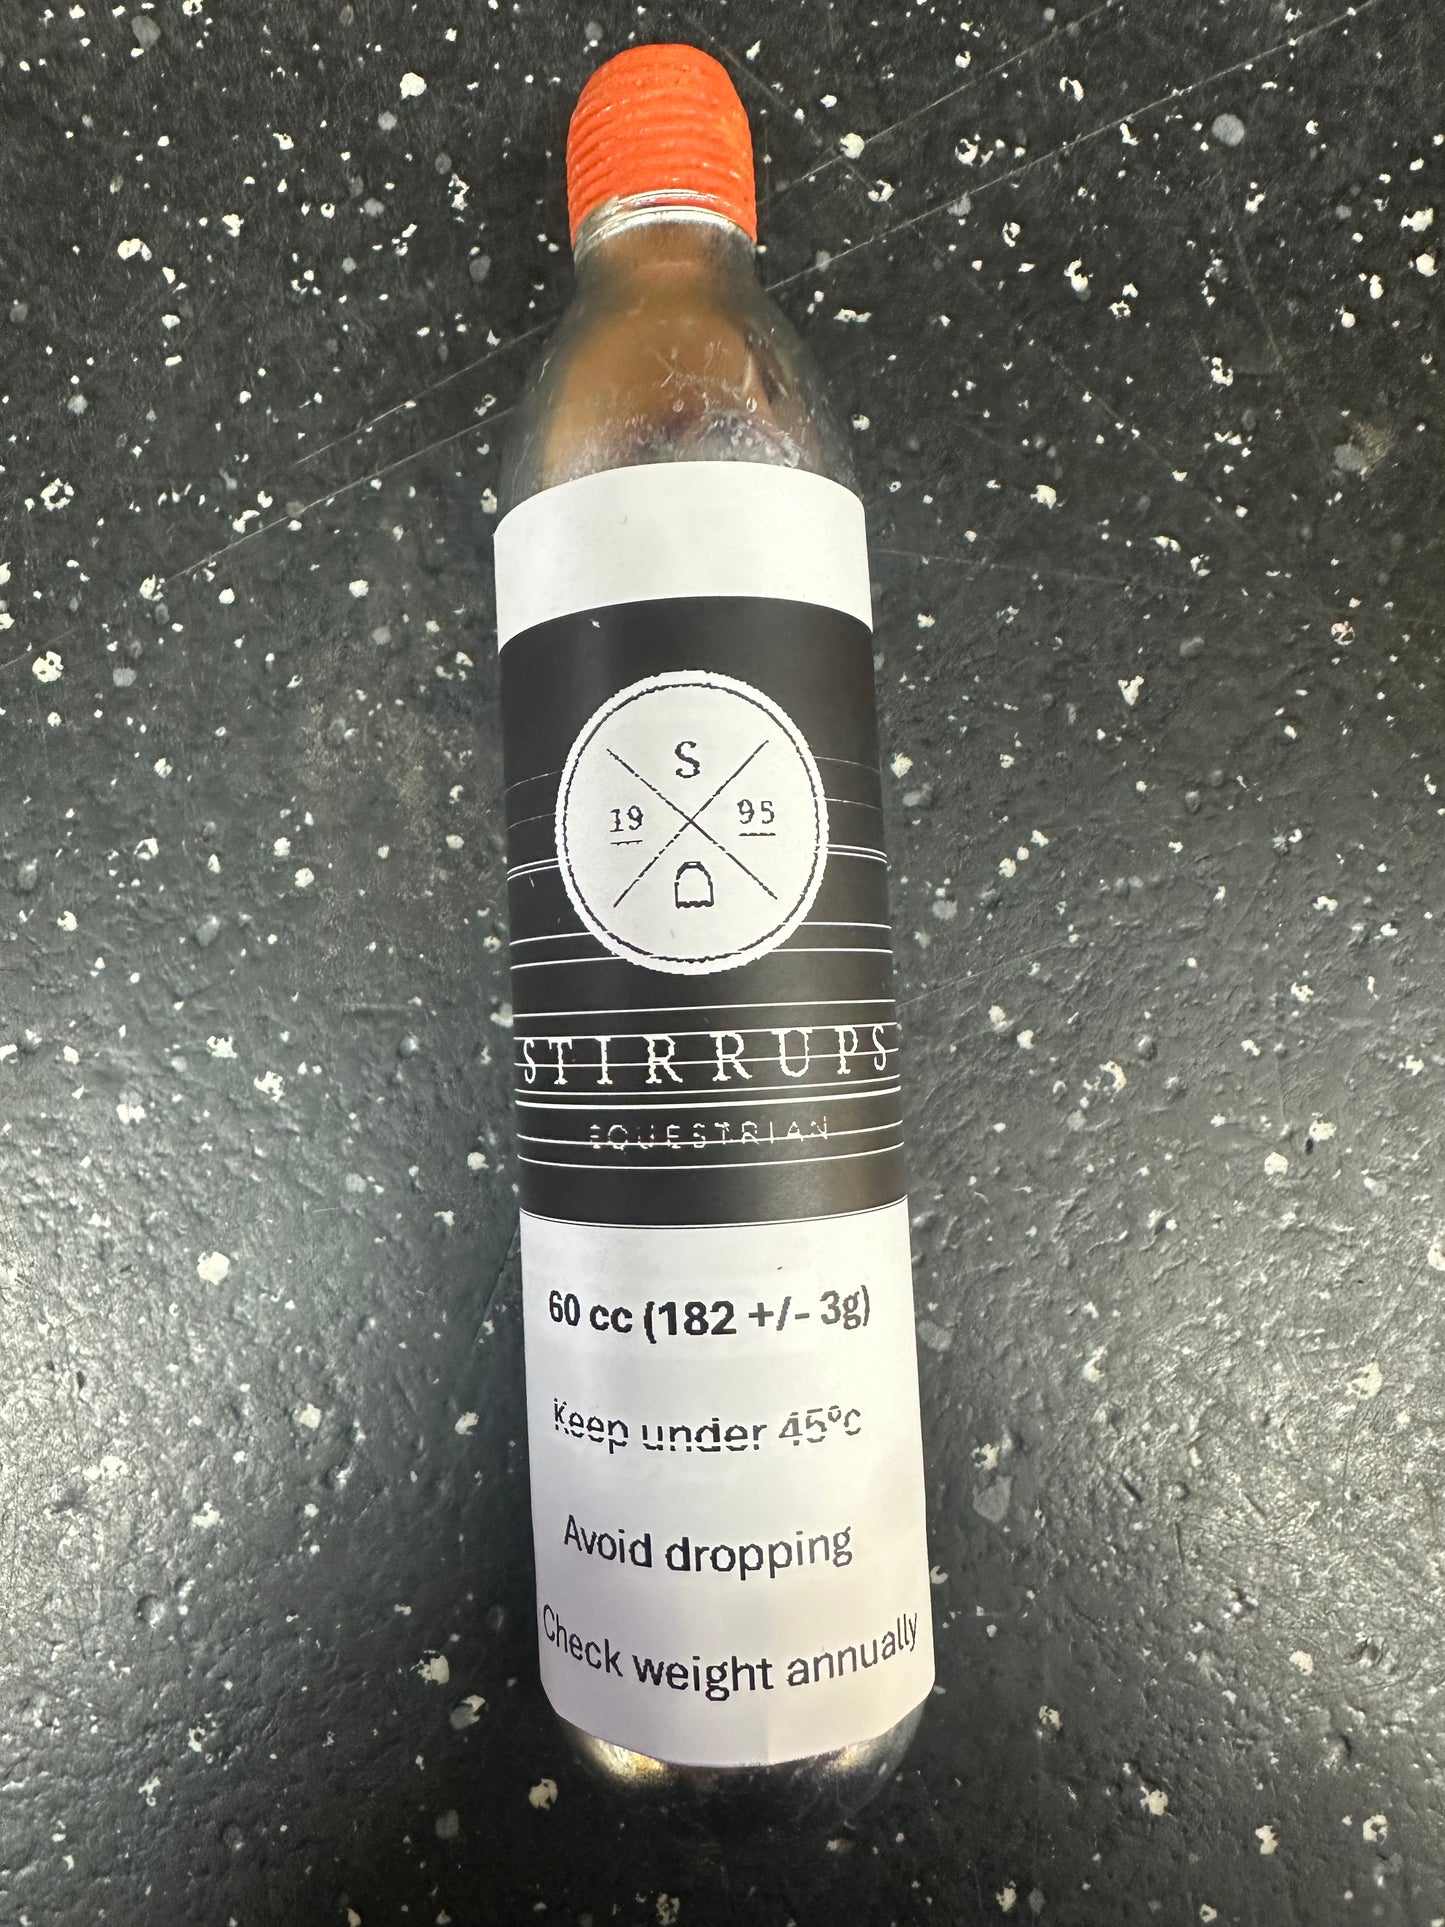 S
19 95
STIRRUPS
EQUESTRIAN
60 cc (182 +/- 3g)
Keep under 45°C
Avoid dropping
Check weight annually